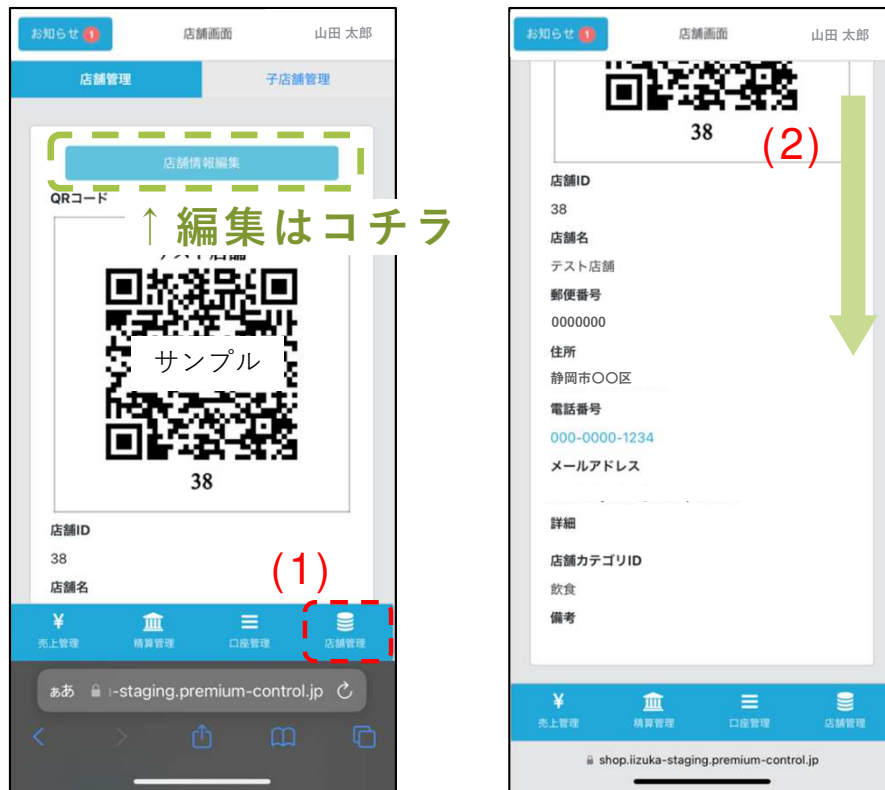 お知らせ 1
店舗画面
山田 太郎
店舗管理
子店舗管理
店舗情報編集
QRコード
↑編集はコチラ
サンプル
38
店舗ID
38
(1)
店舗名
¥
売上管理
精算管理
口座管理
店舗管理
ぁあ
-staging.premium-control.jp
お知らせ 1
店舗画面
山田 太郎
38
(2)
店舗ID
38
店舗名
テスト店舗
郵便番号
0000000
住所
静岡市〇〇区
電話番号
000-0000-1234
メールアドレス
詳細
店舗カテゴリID
飲食
備考
¥
売上管理
精算管理
口座管理
店舗管理
shop.iizuka-staging.premium-control.jp